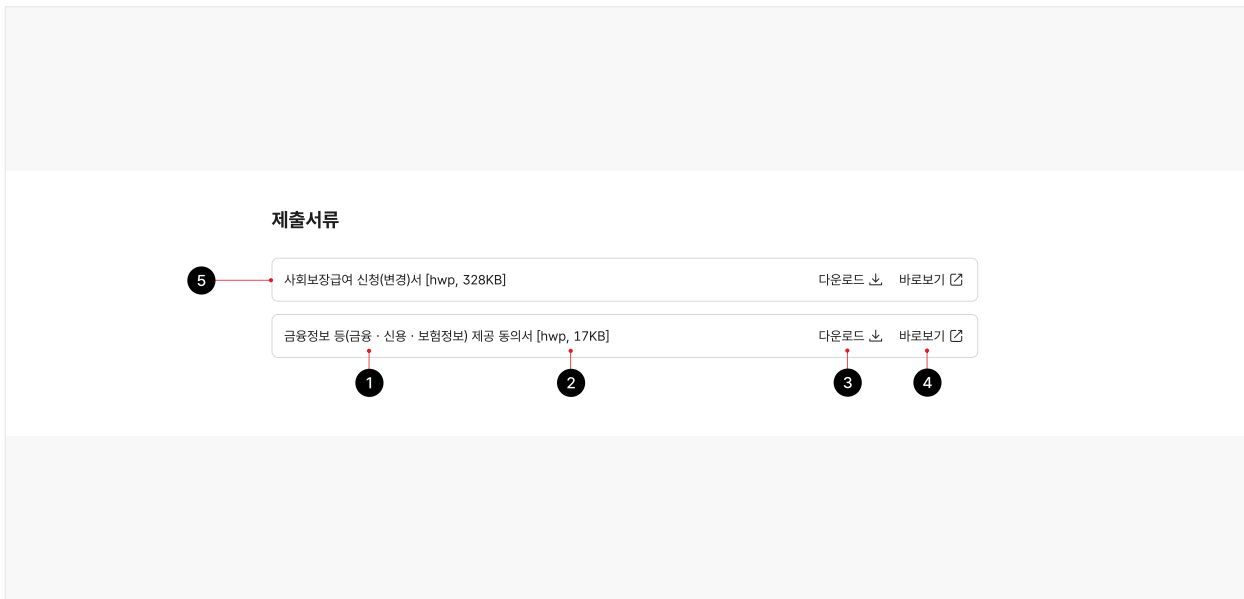 제출서류
5 사회보장급여 신청(변경)서 [hwp, 328KB] 다운로드 바로보기
금융정보 등(금융 · 신용 · 보험정보) 제공 동의서 [hwp, 17KB] 다운로드 바로보기
1 2 3 4